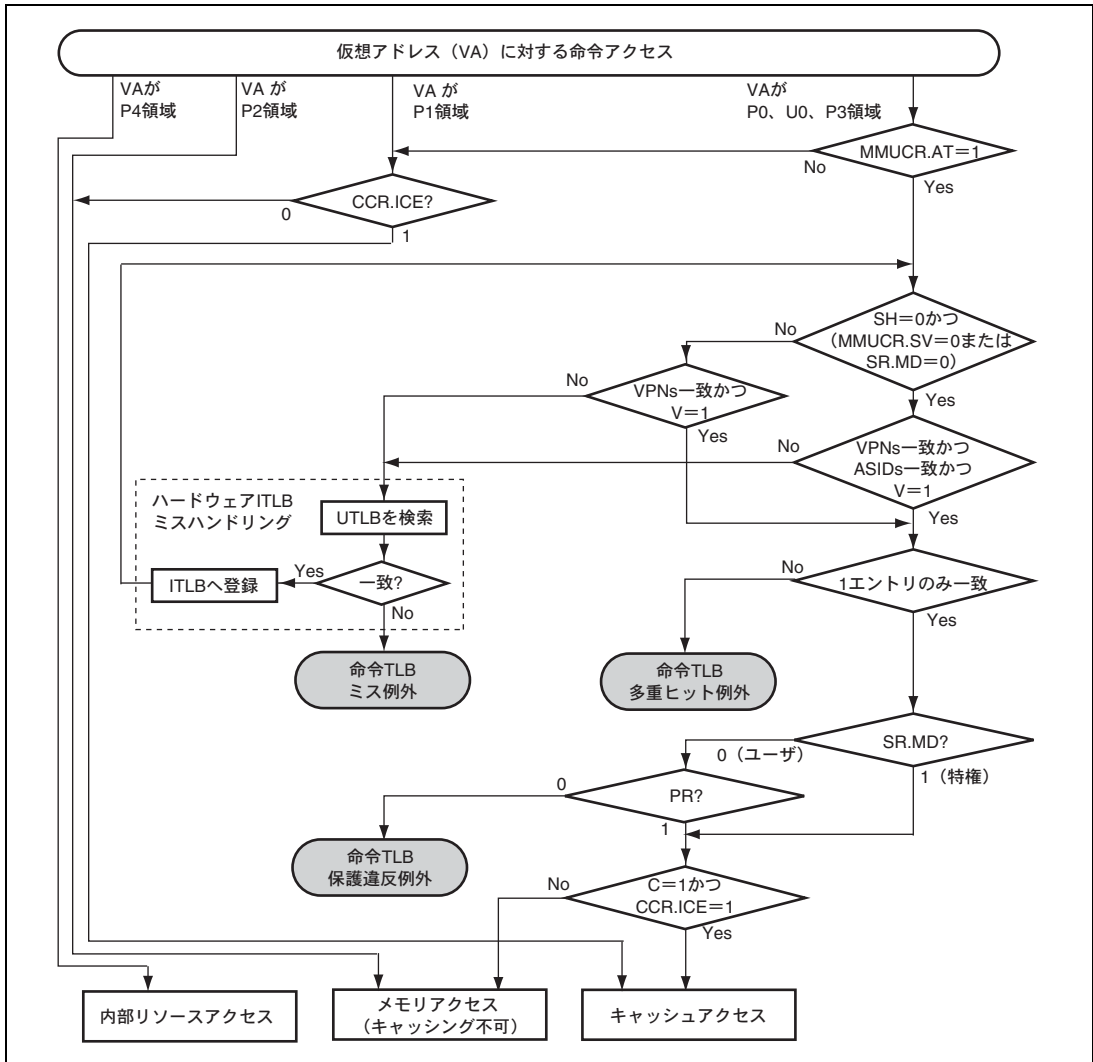 仮想アドレス（VA）に対する命令アクセス
VAが
P4領域
VA が
P2領域
VA が
P1領域
VAが
P0、U0、P3領域
MMUCR.AT＝1
No
Yes
CCR.ICE?
0
1
SH＝0かつ
（MMUCR.SV＝0または
SR.MD＝0）
No
Yes
VPNs一致かつ
V＝1
No
Yes
VPNs一致かつ
ASIDs一致かつ
V＝1
No
Yes
ハードウェアITLB
ミスハンドリング
UTLBを検索
一致?
Yes
No
ITLBへ登録
1エントリのみ一致
No
Yes
命令TLB
ミス例外
命令TLB
多重ヒット例外
SR.MD?
0（ユーザ）
1（特権）
PR?
0
1
命令TLB
保護違反例外
C＝1かつ
CCR.ICE＝1
No
Yes
内部リソースアクセス
メモリアクセス
（キャッシング不可）
キャッシュアクセス